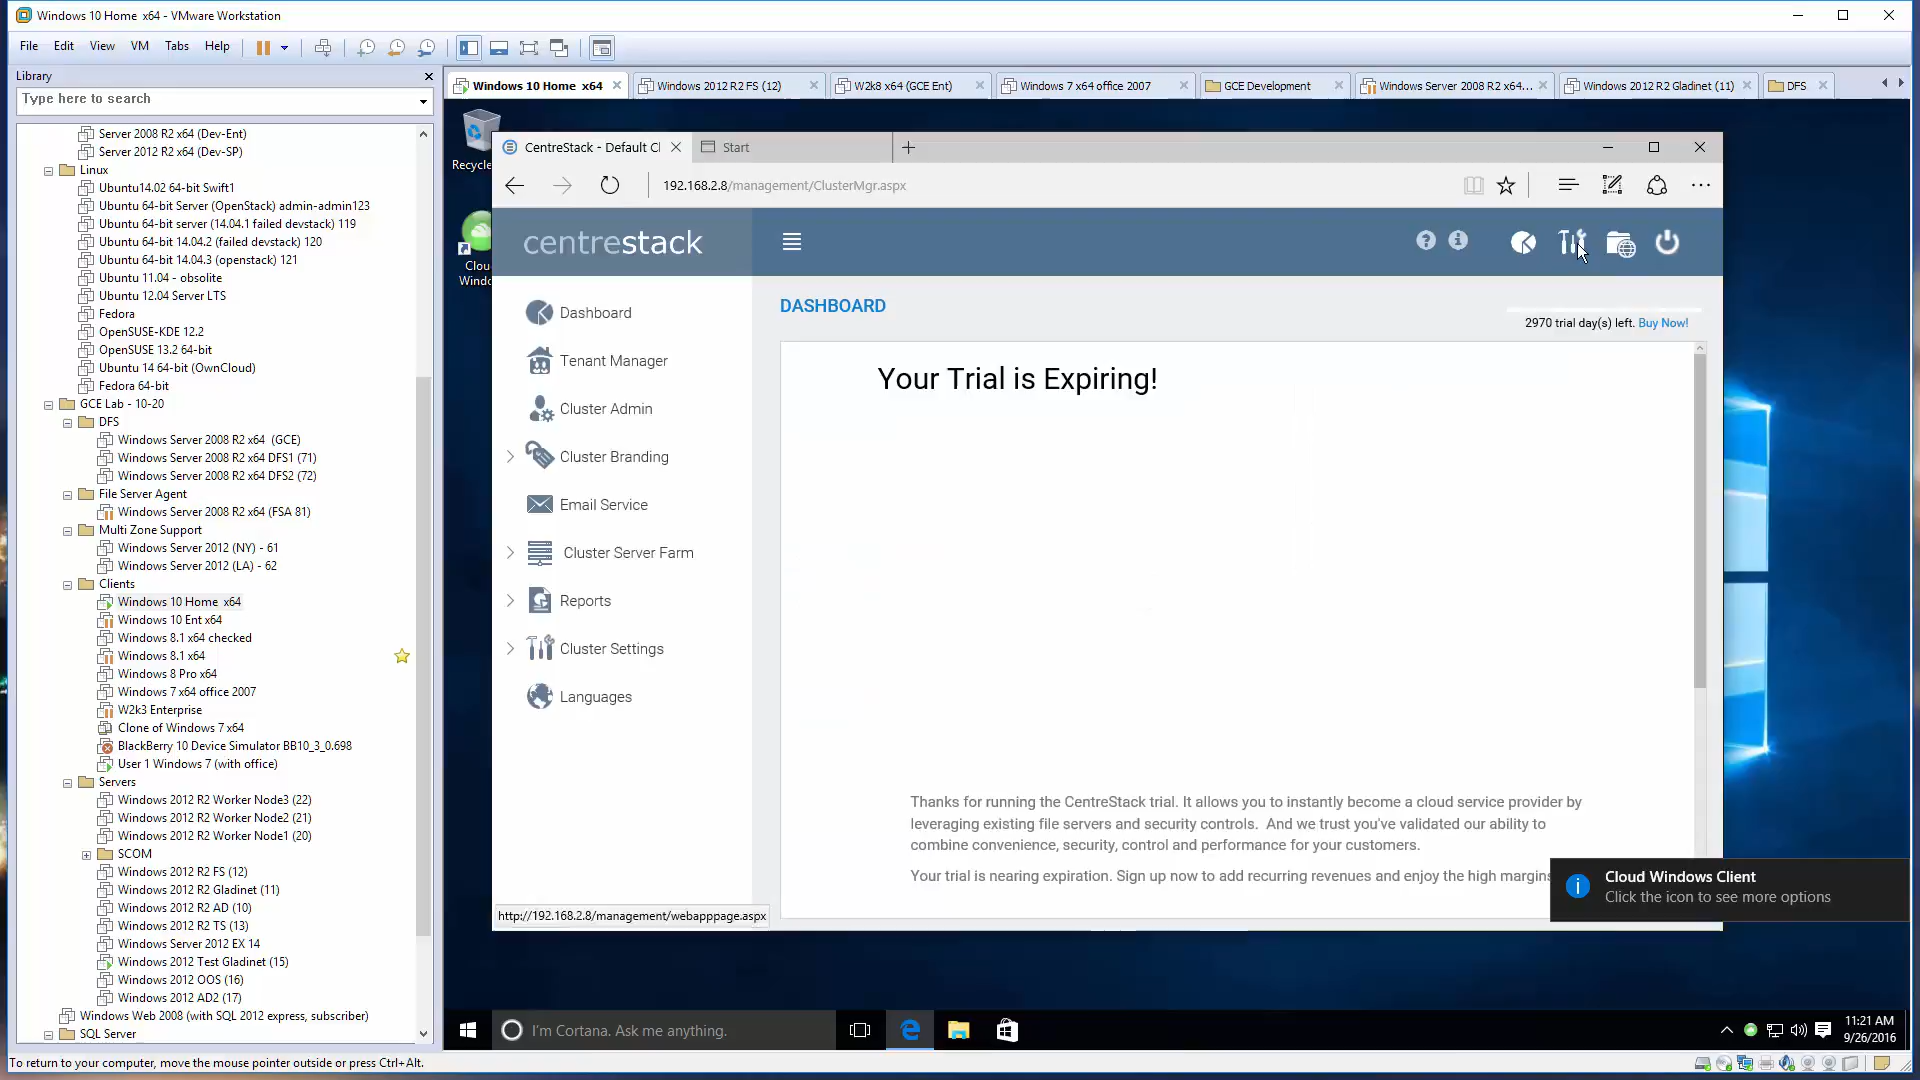 Windows 10 Home  x64 - VMware Workstation
File Edit View VM Tabs Help
Library
Type here to search
Server 2008 R2 x64 (Dev-Ent)
Server 2012 R2 x64 (Dev-SP)
Linux
Ubuntu14.02 64-bit Swift1
Ubuntu 64-bit Server (OpenStack) admin-admin123
Ubuntu 64-bit server (14.04.1 failed devstack) 119
Ubuntu 64-bit 14.04.2 (failed devstack) 120
Ubuntu 64-bit 14.04.3 (openstack) 121
Ubuntu 11.04 - obsolite
Ubuntu 12.04 Server LTS
Fedora
OpenSUSE-KDE 12.2
OpenSUSE 13.2 64-bit
Ubuntu 14 64-bit (OwnCloud)
Fedora 64-bit
GCE Lab - 10-20
DFS
Windows Server 2008 R2 x64  (GCE)
Windows Server 2008 R2 x64 DFS1 (71)
Windows Server 2008 R2 x64 DFS2 (72)
File Server Agent
Windows Server 2008 R2 x64 (FSA 81)
Multi Zone Support
Windows Server 2012 (NY) - 61
Windows Server 2012 (LA) - 62
Clients
Windows 10 Home  x64
Windows 10 Ent x64
Windows 8.1 x64 checked
Windows 8.1 x64
Windows 8 Pro x64
Windows 7 x64 office 2007
W2k3 Enterprise
Clone of Windows 7 x64
BlackBerry 10 Device Simulator BB10_3_0.698
User 1 Windows 7 (with office)
Servers
Windows 2012 R2 Worker Node3 (22)
Windows 2012 R2 Worker Node2 (21)
Windows 2012 R2 Worker Node1 (20)
SCOM
Windows 2012 R2 FS (12)
Windows 2012 R2 Gladinet (11)
Windows 2012 R2 AD (10)
Windows 2012 R2 TS (13)
Windows Server 2012 EX 14
Windows 2012 Test Gladinet (15)
Windows 2012 OOS (16)
Windows 2012 AD2 (17)
Windows Web 2008 (with SQL 2012 express, subscriber)
SQL Server
Windows 10 Home  x64
Windows 2012 R2 FS (12)
W2k8 x64 (GCE Ent)
Windows 7 x64 office 2007
GCE Development
Windows Server 2008 R2 x64...
Windows 2012 R2 Gladinet (11)
DFS
Recycle
Clou
Windo
CentreStack - Default Cl
Start
192.168.2.8/management/ClusterMgr.aspx
centrestack
Dashboard
Tenant Manager
Cluster Admin
Cluster Branding
Email Service
Cluster Server Farm
Reports
Cluster Settings
Languages
DASHBOARD
2970 trial day(s) left. Buy Now!
Your Trial is Expiring!
Thanks for running the CentreStack trial. It allows you to instantly become a cloud service provider by
leveraging existing file servers and security controls.  And we trust you've validated our ability to
combine convenience, security, control and performance for your customers.
Your trial is nearing expiration. Sign up now to add recurring revenues and enjoy the high margins
http://192.168.2.8/management/webapppage.aspx
Cloud Windows Client
Click the icon to see more options
I'm Cortana. Ask me anything.
11:21 AM
9/26/2016
To return to your computer, move the mouse pointer outside or press Ctrl+Alt.